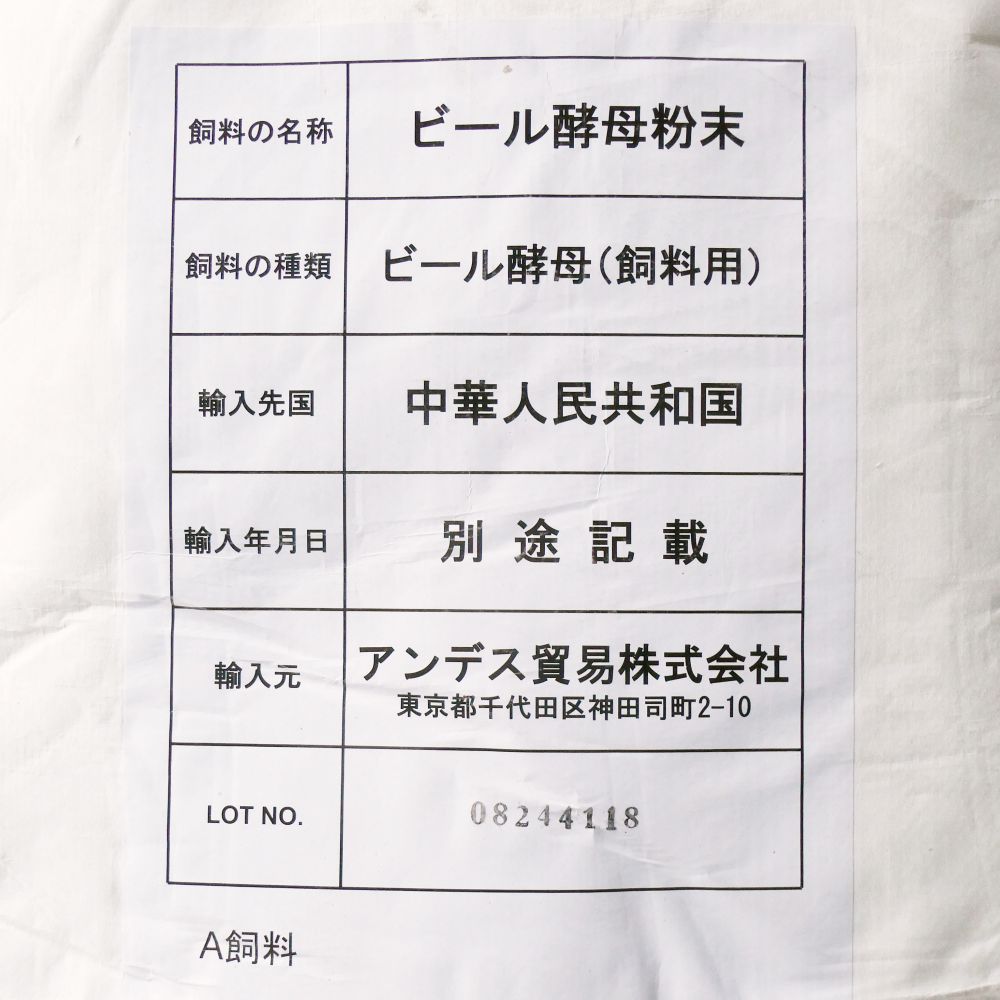 飼料の名称 ビール酵母粉末
飼料の種類 ビール酵母(飼料用)
輸入先国 中華人民共和国
輸入年月日 別途記載
輸入元 アンデス貿易株式会社
東京都千代田区神田司町2-10
LOT NO. 08244118
A飼料